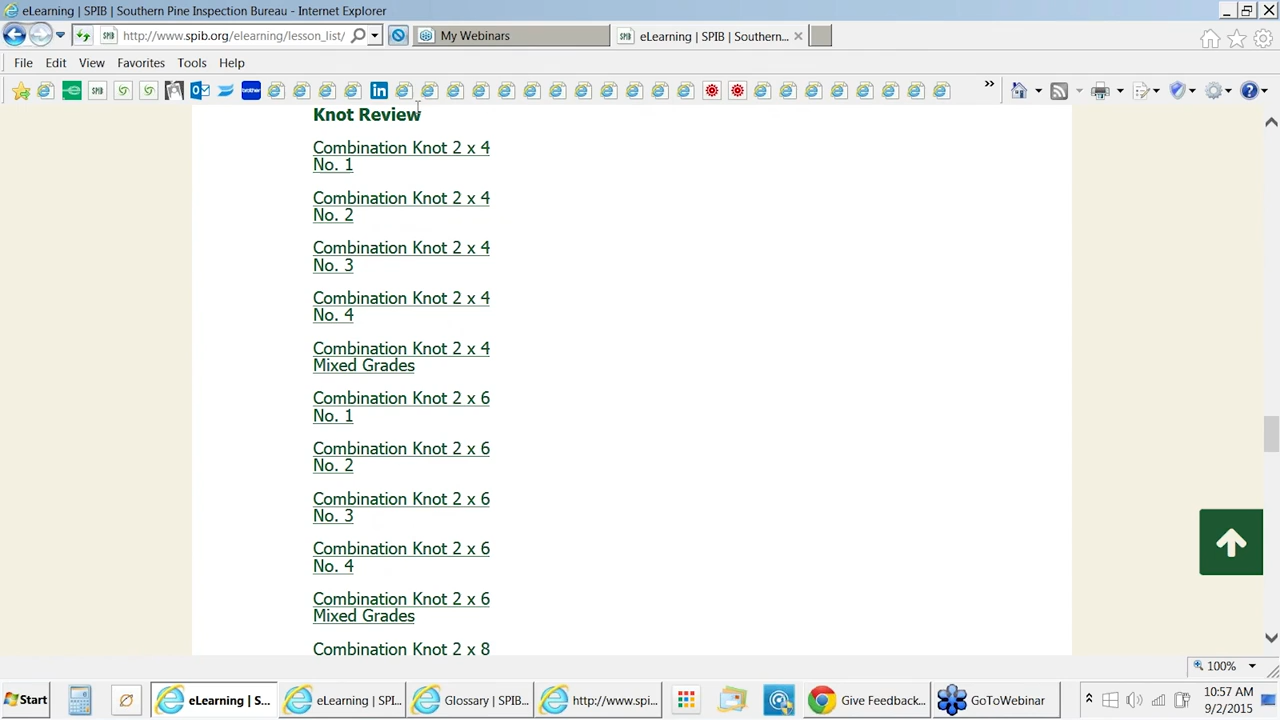 eLearning | SPIB | Southern Pine Inspection Bureau - Internet Explorer
http://www.spib.org/elearning/lesson_list/
My Webinars
SPIB eLearning | SPIB | Southern...
File Edit View Favorites Tools Help
SPIB brother in
Knot Review
Combination Knot 2 x 4
No. 1
Combination Knot 2 x 4
No. 2
Combination Knot 2 x 4
No. 3
Combination Knot 2 x 4
No. 4
Combination Knot 2 x 4
Mixed Grades
Combination Knot 2 x 6
No. 1
Combination Knot 2 x 6
No. 2
Combination Knot 2 x 6
No. 3
Combination Knot 2 x 6
No. 4
Combination Knot 2 x 6
Mixed Grades
Combination Knot 2 x 8
100%
Start eLearning | S... eLearning | SPI... Glossary | SPIB... http://www.spi... Give Feedback... GoToWebinar 10:57 AM
9/2/2015